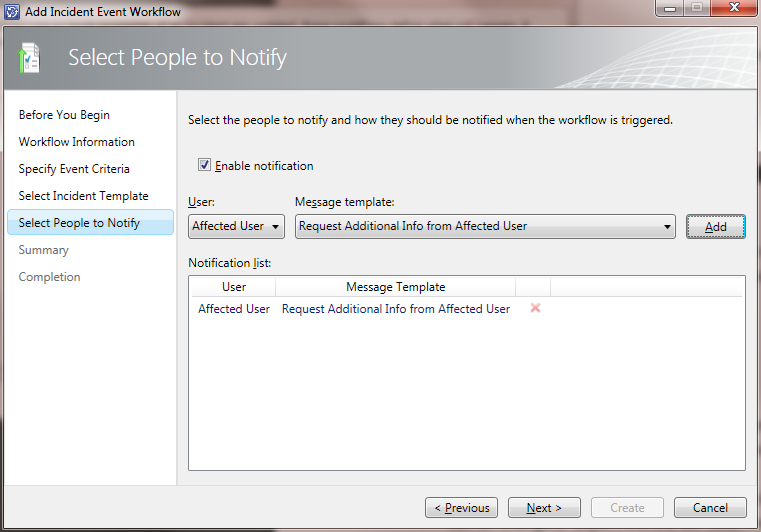 Add Incident Event Workflow
Select People to Notify
Before You Begin
Workflow Information
Specify Event Criteria
Select Incident Template
Select People to Notify
Summary
Completion
Select the people to notify and how they should be notified when the workflow is triggered.
Enable notification
User: Message template:
Affected User Request Additional Info from Affected User Add
Notification list:
User Message Template
Affected User Request Additional Info from Affected User
< Previous Next > Create Cancel